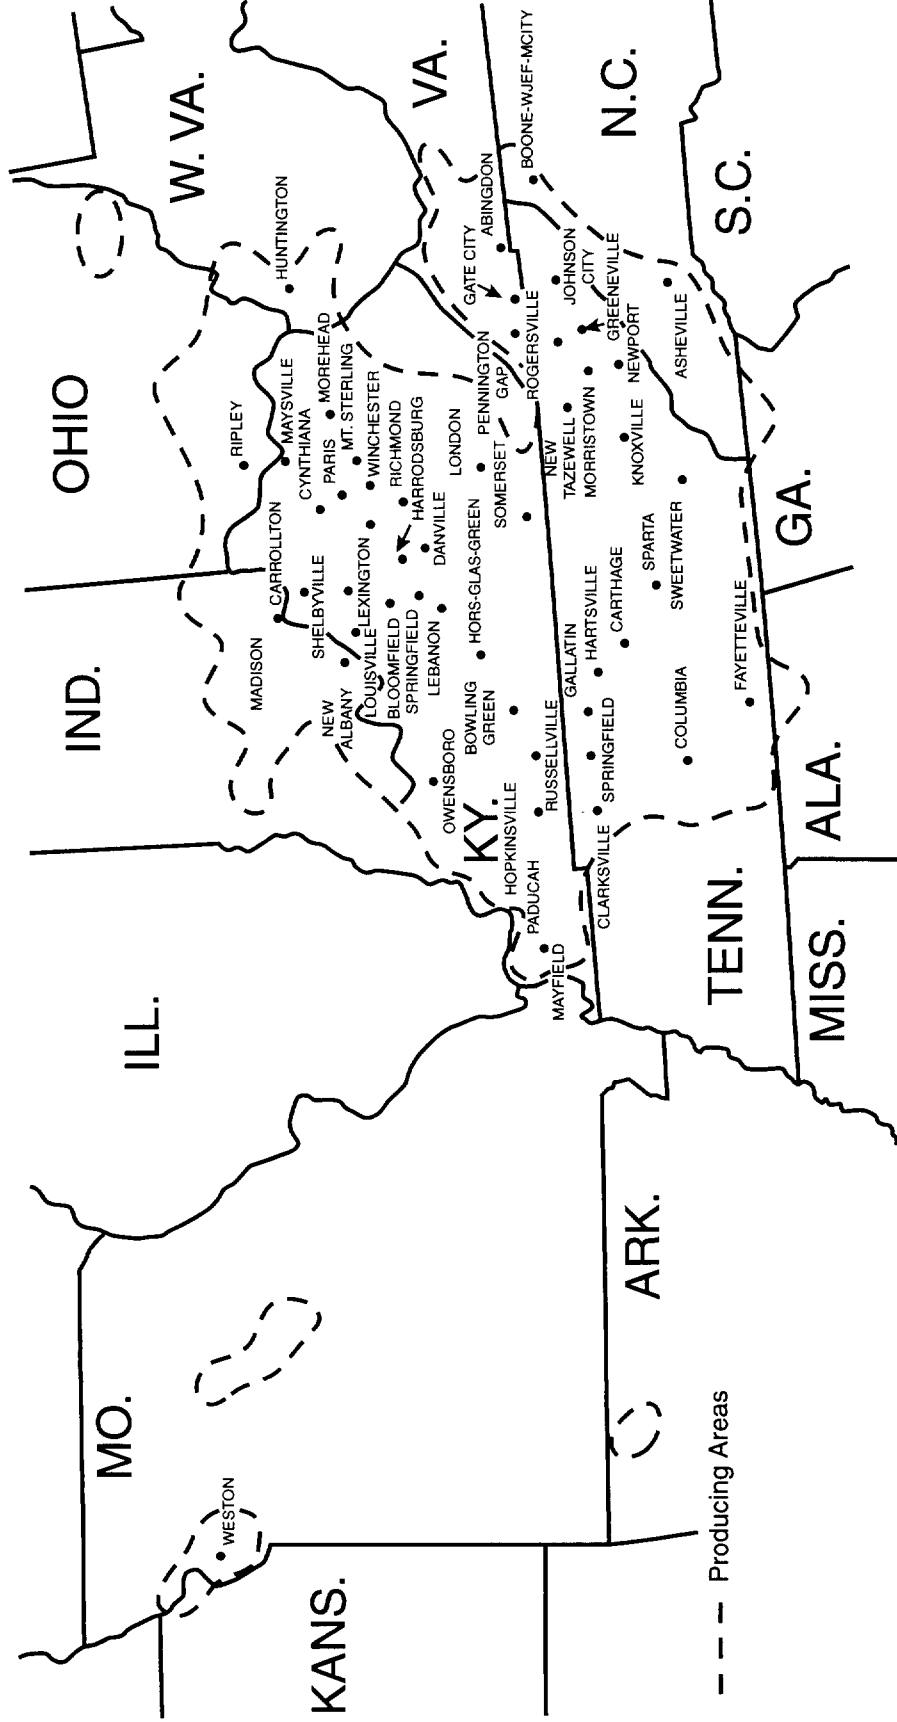 MO.
ILL.
IND.
OHIO
W. VA.
VA.
KANS.
ARK.
KY.
TENN.
N.C.
S.C.
GA.
ALA.
MISS.
WESTON
MADISON
CARROLLTON
RIPLEY
MAYSVILLE
HUNTINGTON
CYNTHIANA
MOREHEAD
SHELBYVILLE
NEW
ALBANY
PARIS
MT. STERLING
LEXINGTON
WINCHESTER
LOUISVILLE
BLOOMFIELD
RICHMOND
SPRINGFIELD
HARRODSBURG
LEBANON
DANVILLE
OWENSBORO
LONDON
BOWLING
GREEN
HORS-GLAS-GREEN
SOMERSET
PENNINGTON
GAP
GATE CITY
ABINGDON
BOONE-WJEF-MCITY
HOPKINSVILLE
PADUCAH
MAYFIELD
RUSSELLVILLE
ROGERSVILLE
NEW
TAZEWELL
MORRISTOWN
JOHNSON
CITY
GREENEVILLE
NEWPORT
GALLATIN
HARTSVILLE
CARTHAGE
CLARKSVILLE
SPRINGFIELD
KNOXVILLE
SPARTA
SWEETWATER
ASHEVILLE
COLUMBIA
FAYETTEVILLE
Producing Areas